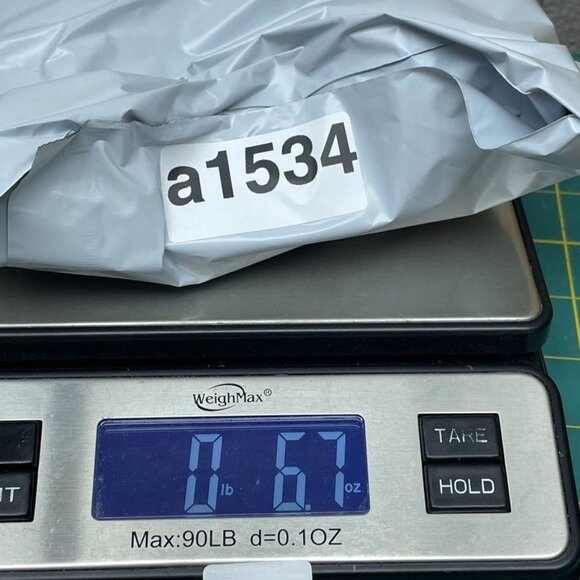 a1534
WeighMax®
0 lb 6.7 oz
TARE
HOLD
Max:90LB d=0.1OZ